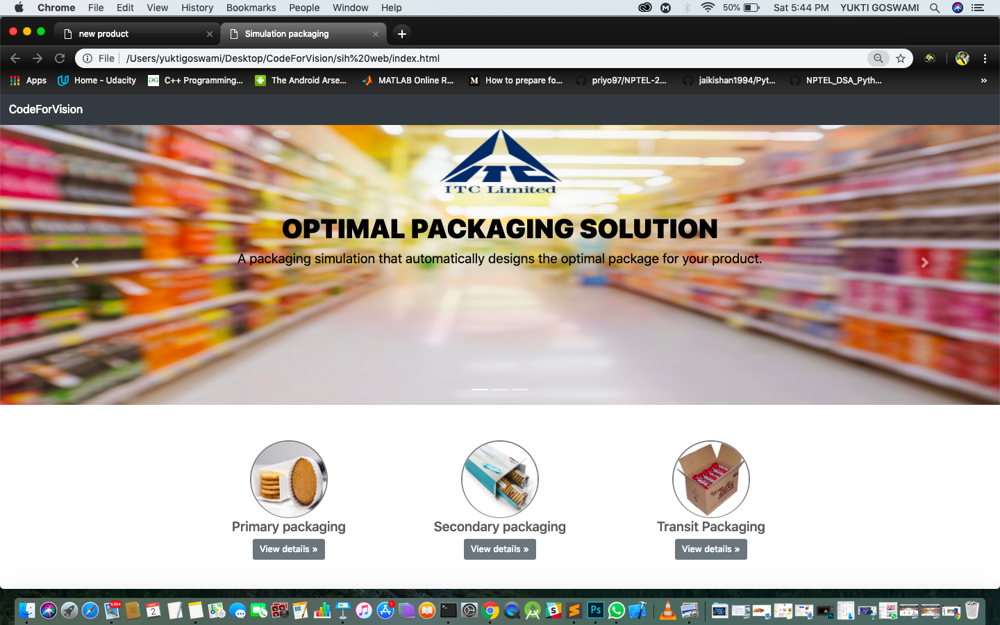 Chrome File Edit View History Bookmarks People Window Help 50% Sat 5:44 PM YUKTI GOSWAMI
new product
Simulation packaging
File /Users/yuktigoswami/Desktop/CodeForVision/sih%20web/index.html
Apps Home - Udacity C++ Programming... The Android Arse... MATLAB Online R... M How to prepare fo... priyo97/NPTEL-2... jaikishan1994/Pyt... NPTEL_DSA_Pyth... »
CodeForVision
ITC
ITC Limited
OPTIMAL PACKAGING SOLUTION
A packaging simulation that automatically designs the optimal package for your product.
Primary packaging
Secondary packaging
Transit Packaging
View details »
View details »
View details »
MAR
2
Ps